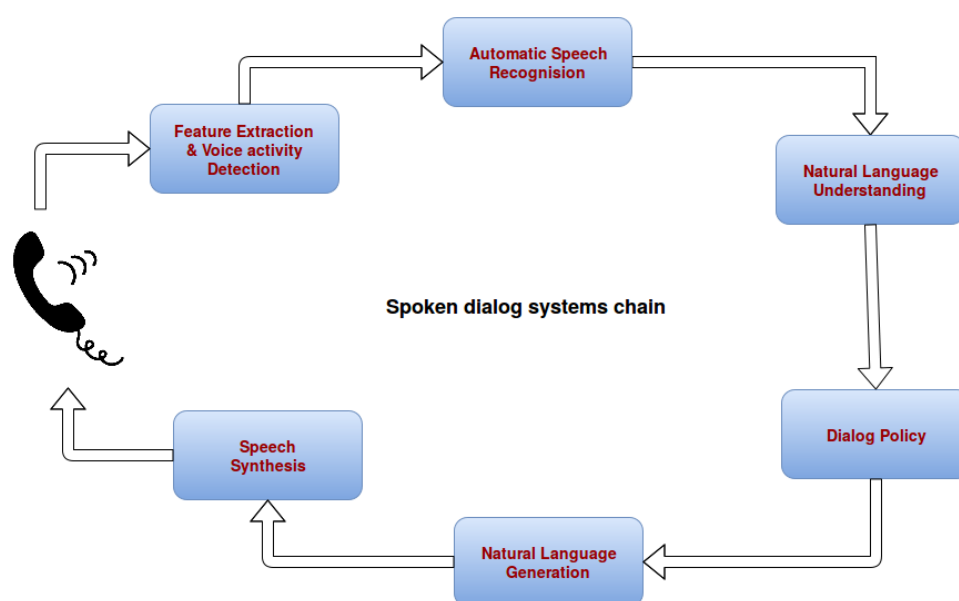 Automatic Speech
Recognision
Feature Extraction
& Voice activity
Detection
Natural Language
Understanding
Spoken dialog systems chain
Dialog Policy
Speech
Synthesis
Natural Language
Generation